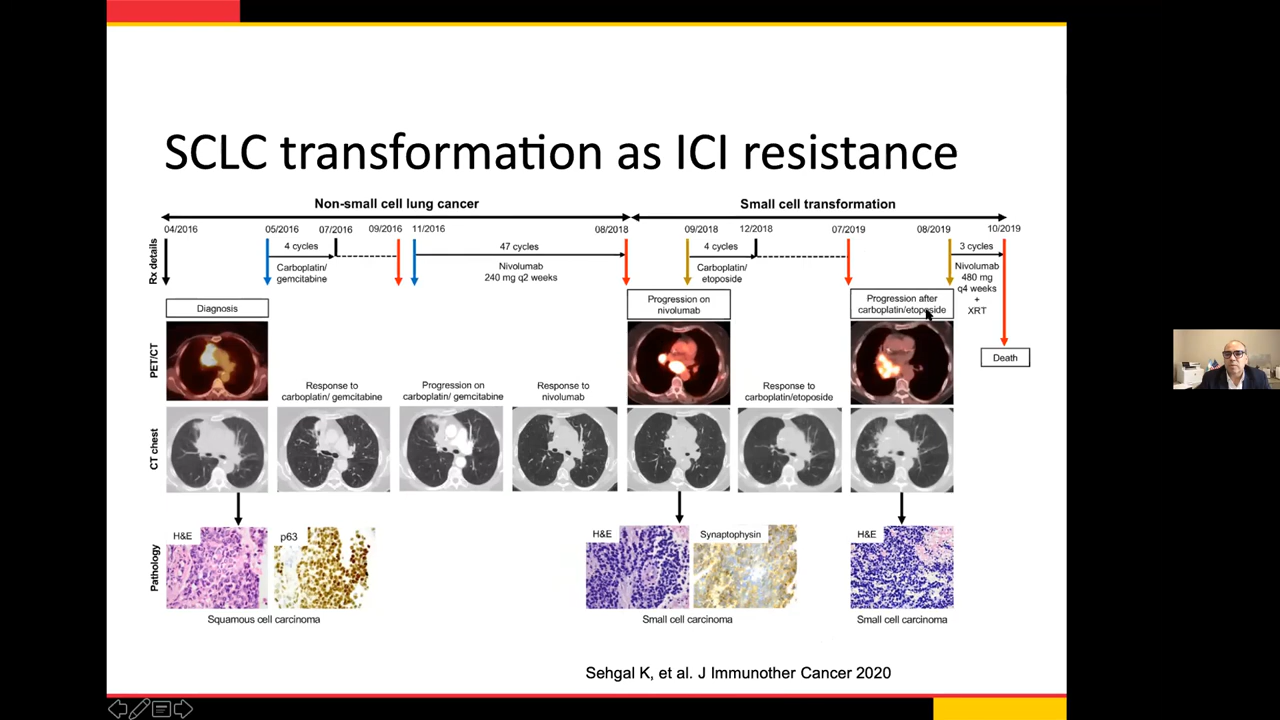 SCLC transformation as ICI resistance
Non-small cell lung cancer
Small cell transformation
04/2016
05/2016
07/2016
09/2016
11/2016
08/2018
09/2018
12/2018
07/2019
08/2019
10/2019
Rx details
4 cycles
Carboplatin/
gemcitabine
47 cycles
Nivolumab
240 mg q2 weeks
4 cycles
Carboplatin/
etoposide
3 cycles
Nivolumab
480 mg
q4 weeks
+
XRT
Diagnosis
Progression on
nivolumab
Progression after
carboplatin/etoposide
Death
PET/CT
Response to
carboplatin/ gemcitabine
Progression on
carboplatin/ gemcitabine
Response to
nivolumab
Response to
carboplatin/etoposide
CT chest
Pathology
H&E
p63
H&E
Synaptophysin
H&E
Squamous cell carcinoma
Small cell carcinoma
Small cell carcinoma
Sehgal K, et al. J Immunother Cancer 2020